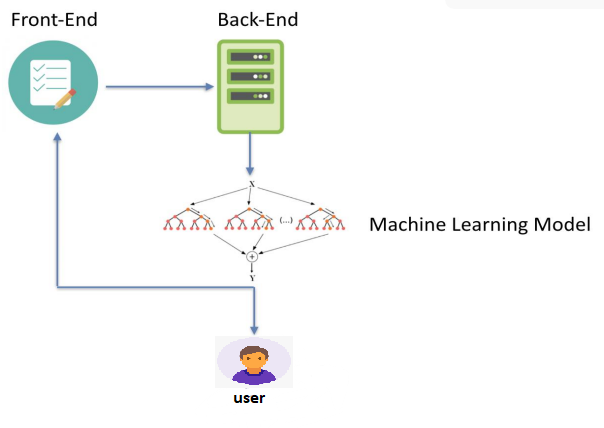 Front-End
Back-End
X
(...)
Machine Learning Model
+
Y
user